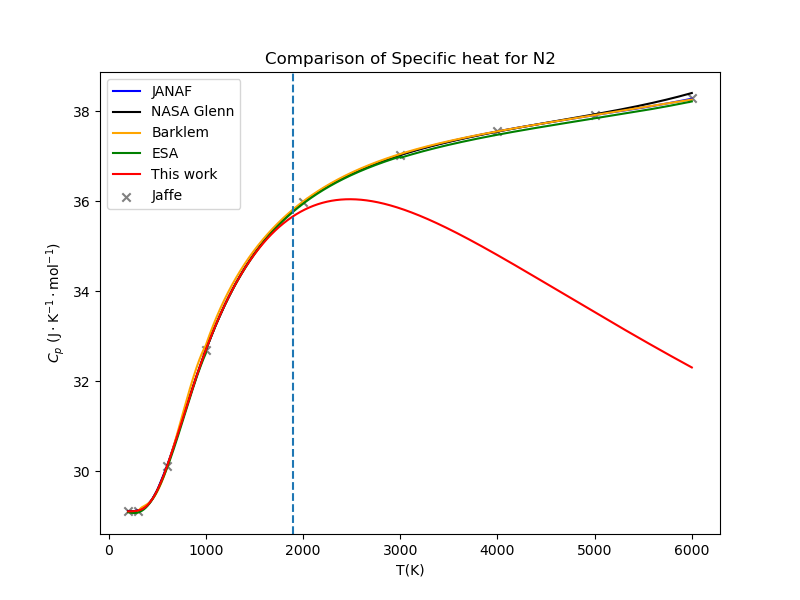 Comparison of Specific heat for N2
JANAF
NASA Glenn
Barklem
ESA
This work
Jaffe
38
36
34
32
30
C_p (J · K⁻¹ · mol⁻¹)
0 1000 2000 3000 4000 5000 6000
T(K)